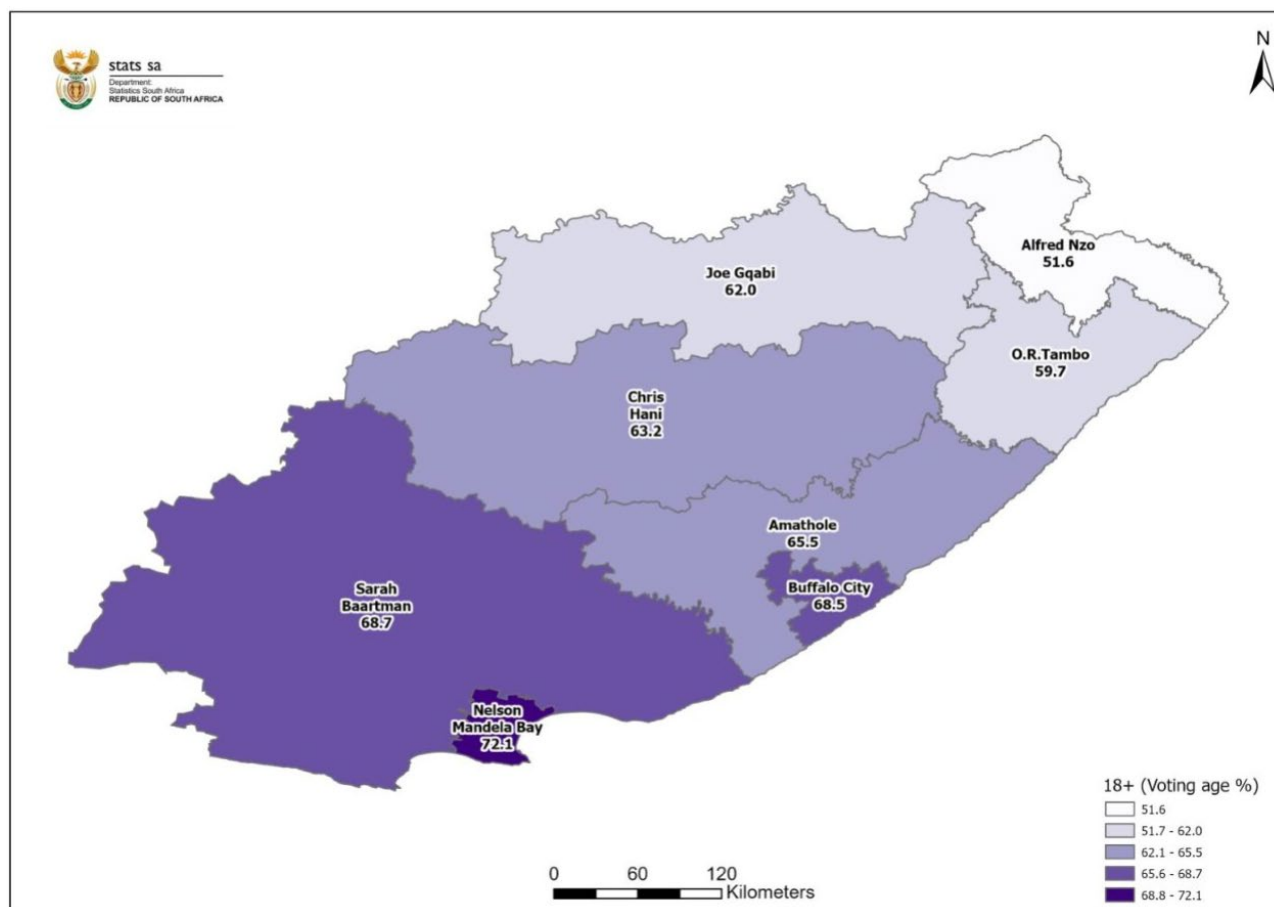 stats sa
Department:
Statistics South Africa
REPUBLIC OF SOUTH AFRICA
N
Alfred Nzo
51.6
Joe Gqabi
62.0
O.R.Tambo
59.7
Chris
Hani
63.2
Amathole
65.5
Buffalo City
68.5
Sarah
Baartman
68.7
Nelson
Mandela Bay
72.1
18+ (Voting age %)
51.6
51.7 - 62.0
62.1 - 65.5
65.6 - 68.7
68.8 - 72.1
0 60 120
Kilometers